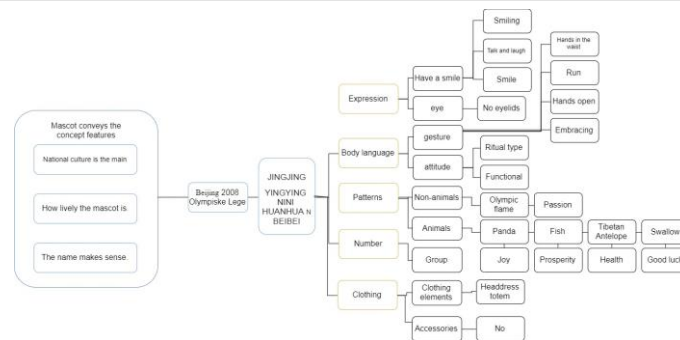 Mascot conveys the
concept features
National culture is the main
How lively the mascot is
The name makes sense.
Beijing 2008
Olympiske Lege
JINGJING
YINGYING
NINI
HUANHUA N
BEIBEI
Expression
Have a smile
Smiling
Talk and laugh
Smile
eye
No eyelids
Body language
gesture
Hands in the
waist
Run
Hands open
Embracing
attitude
Ritual type
Functional
Patterns
Non-animals
Olympic
flame
Passion
Animals
Panda
Fish
Tibetan
Antelope
Swallow
Joy
Prosperity
Health
Good luck
Number
Group
Clothing
Clothing
elements
Headdress
totem
Accessories
No